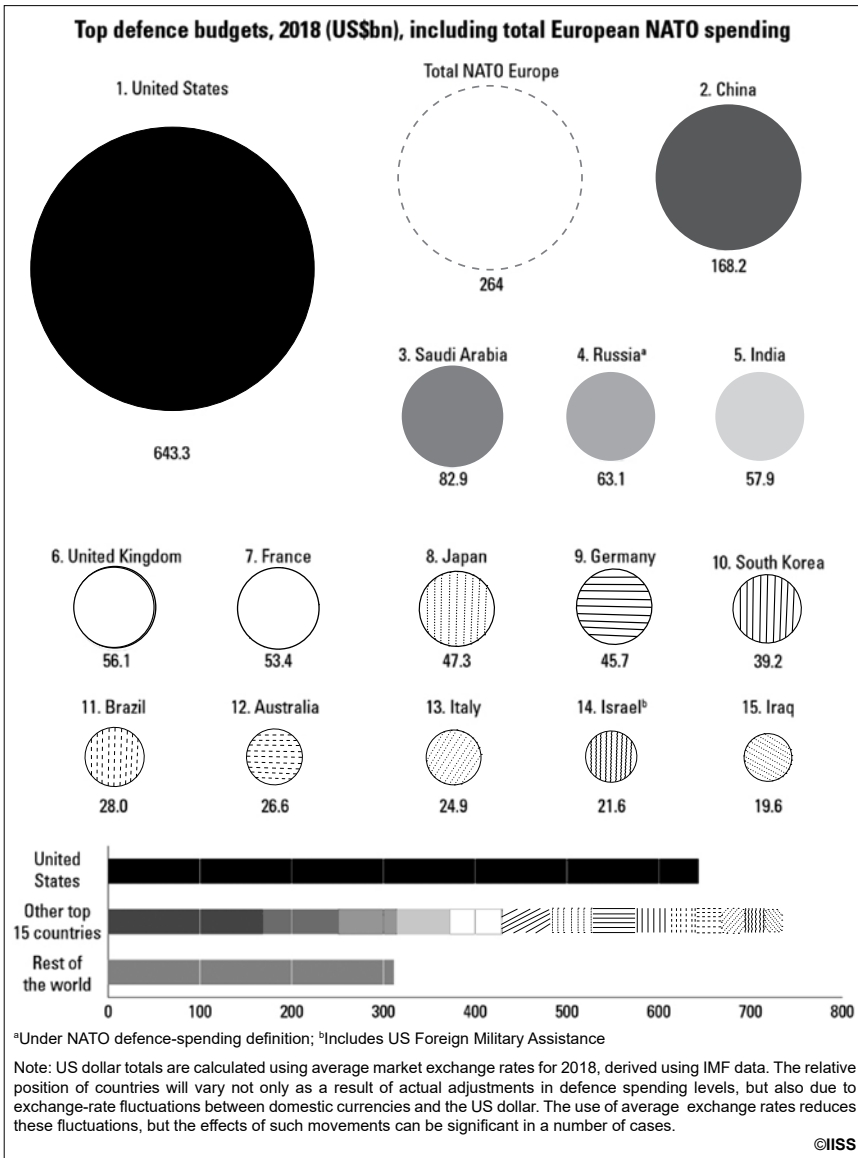 Top defence budgets, 2018 (US$bn), including total European NATO spending
1. United States
Total NATO Europe
2. China
643.3
264
168.2
3. Saudi Arabia
4. Russiaᵃ
5. India
82.9
63.1
57.9
6. United Kingdom
7. France
8. Japan
9. Germany
10. South Korea
56.1
53.4
47.3
45.7
39.2
11. Brazil
12. Australia
13. Italy
14. Israelᵇ
15. Iraq
28.0
26.6
24.9
21.6
19.6
United
States
Other top
15 countries
Rest of
the world
0 100 200 300 400 500 600 700 800
ᵃUnder NATO defence-spending definition; ᵇIncludes US Foreign Military Assistance
Note: US dollar totals are calculated using average market exchange rates for 2018, derived using IMF data. The relative
position of countries will vary not only as a result of actual adjustments in defence spending levels, but also due to
exchange-rate fluctuations between domestic currencies and the US dollar. The use of average exchange rates reduces
these fluctuations, but the effects of such movements can be significant in a number of cases.
©IISS